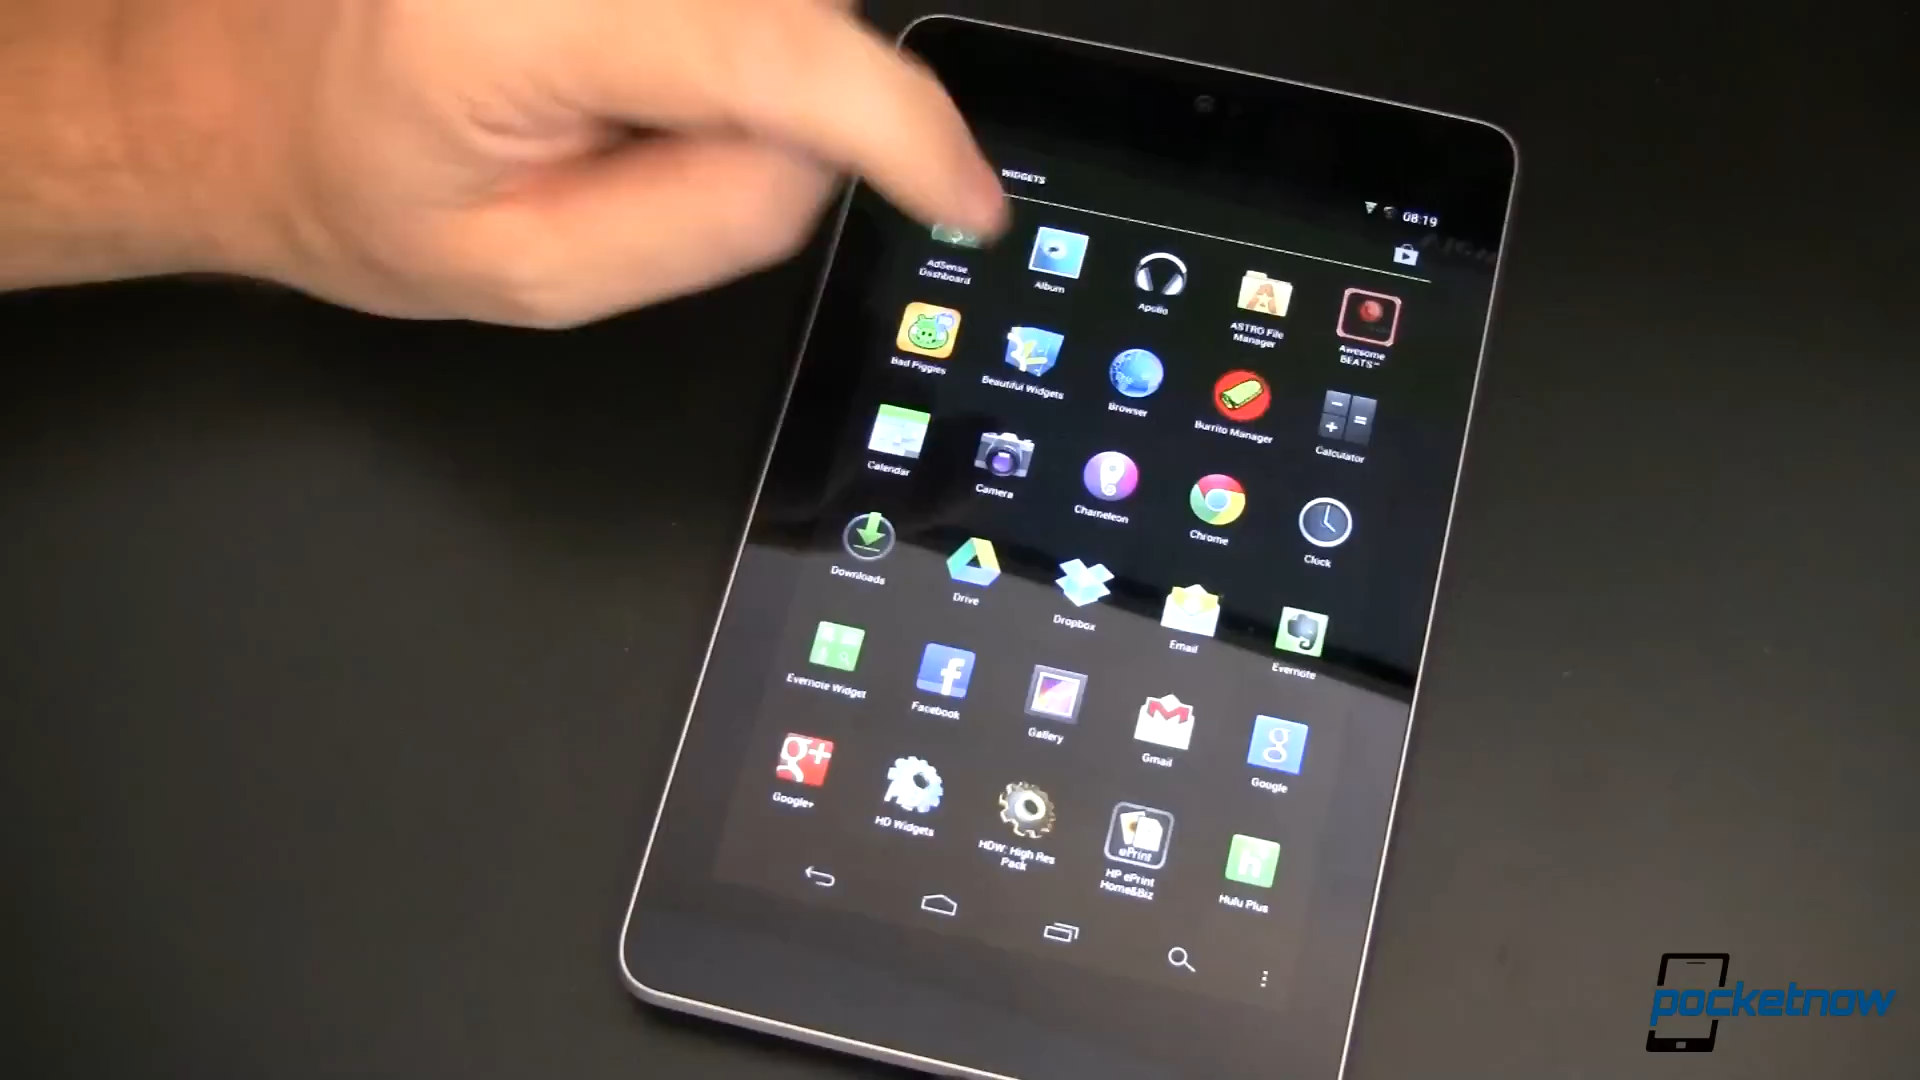 WIDGETS
08:19
AdSense
Dashboard
Album
Apollo
ASTRO File
Manager
Awesome
BEATS™
Bad Piggies
Beautiful Widgets
Browser
Burrito Manager
Calculator
Calendar
Camera
Chameleon
Chrome
Clock
Downloads
Drive
Dropbox
Email
Evernote
Evernote Widget
Facebook
Gallery
Gmail
Google
Google+
HD Widgets
HDW: High Res
Pack
ePrint
HP ePrint
Home&Biz
Hulu Plus
pocketnow